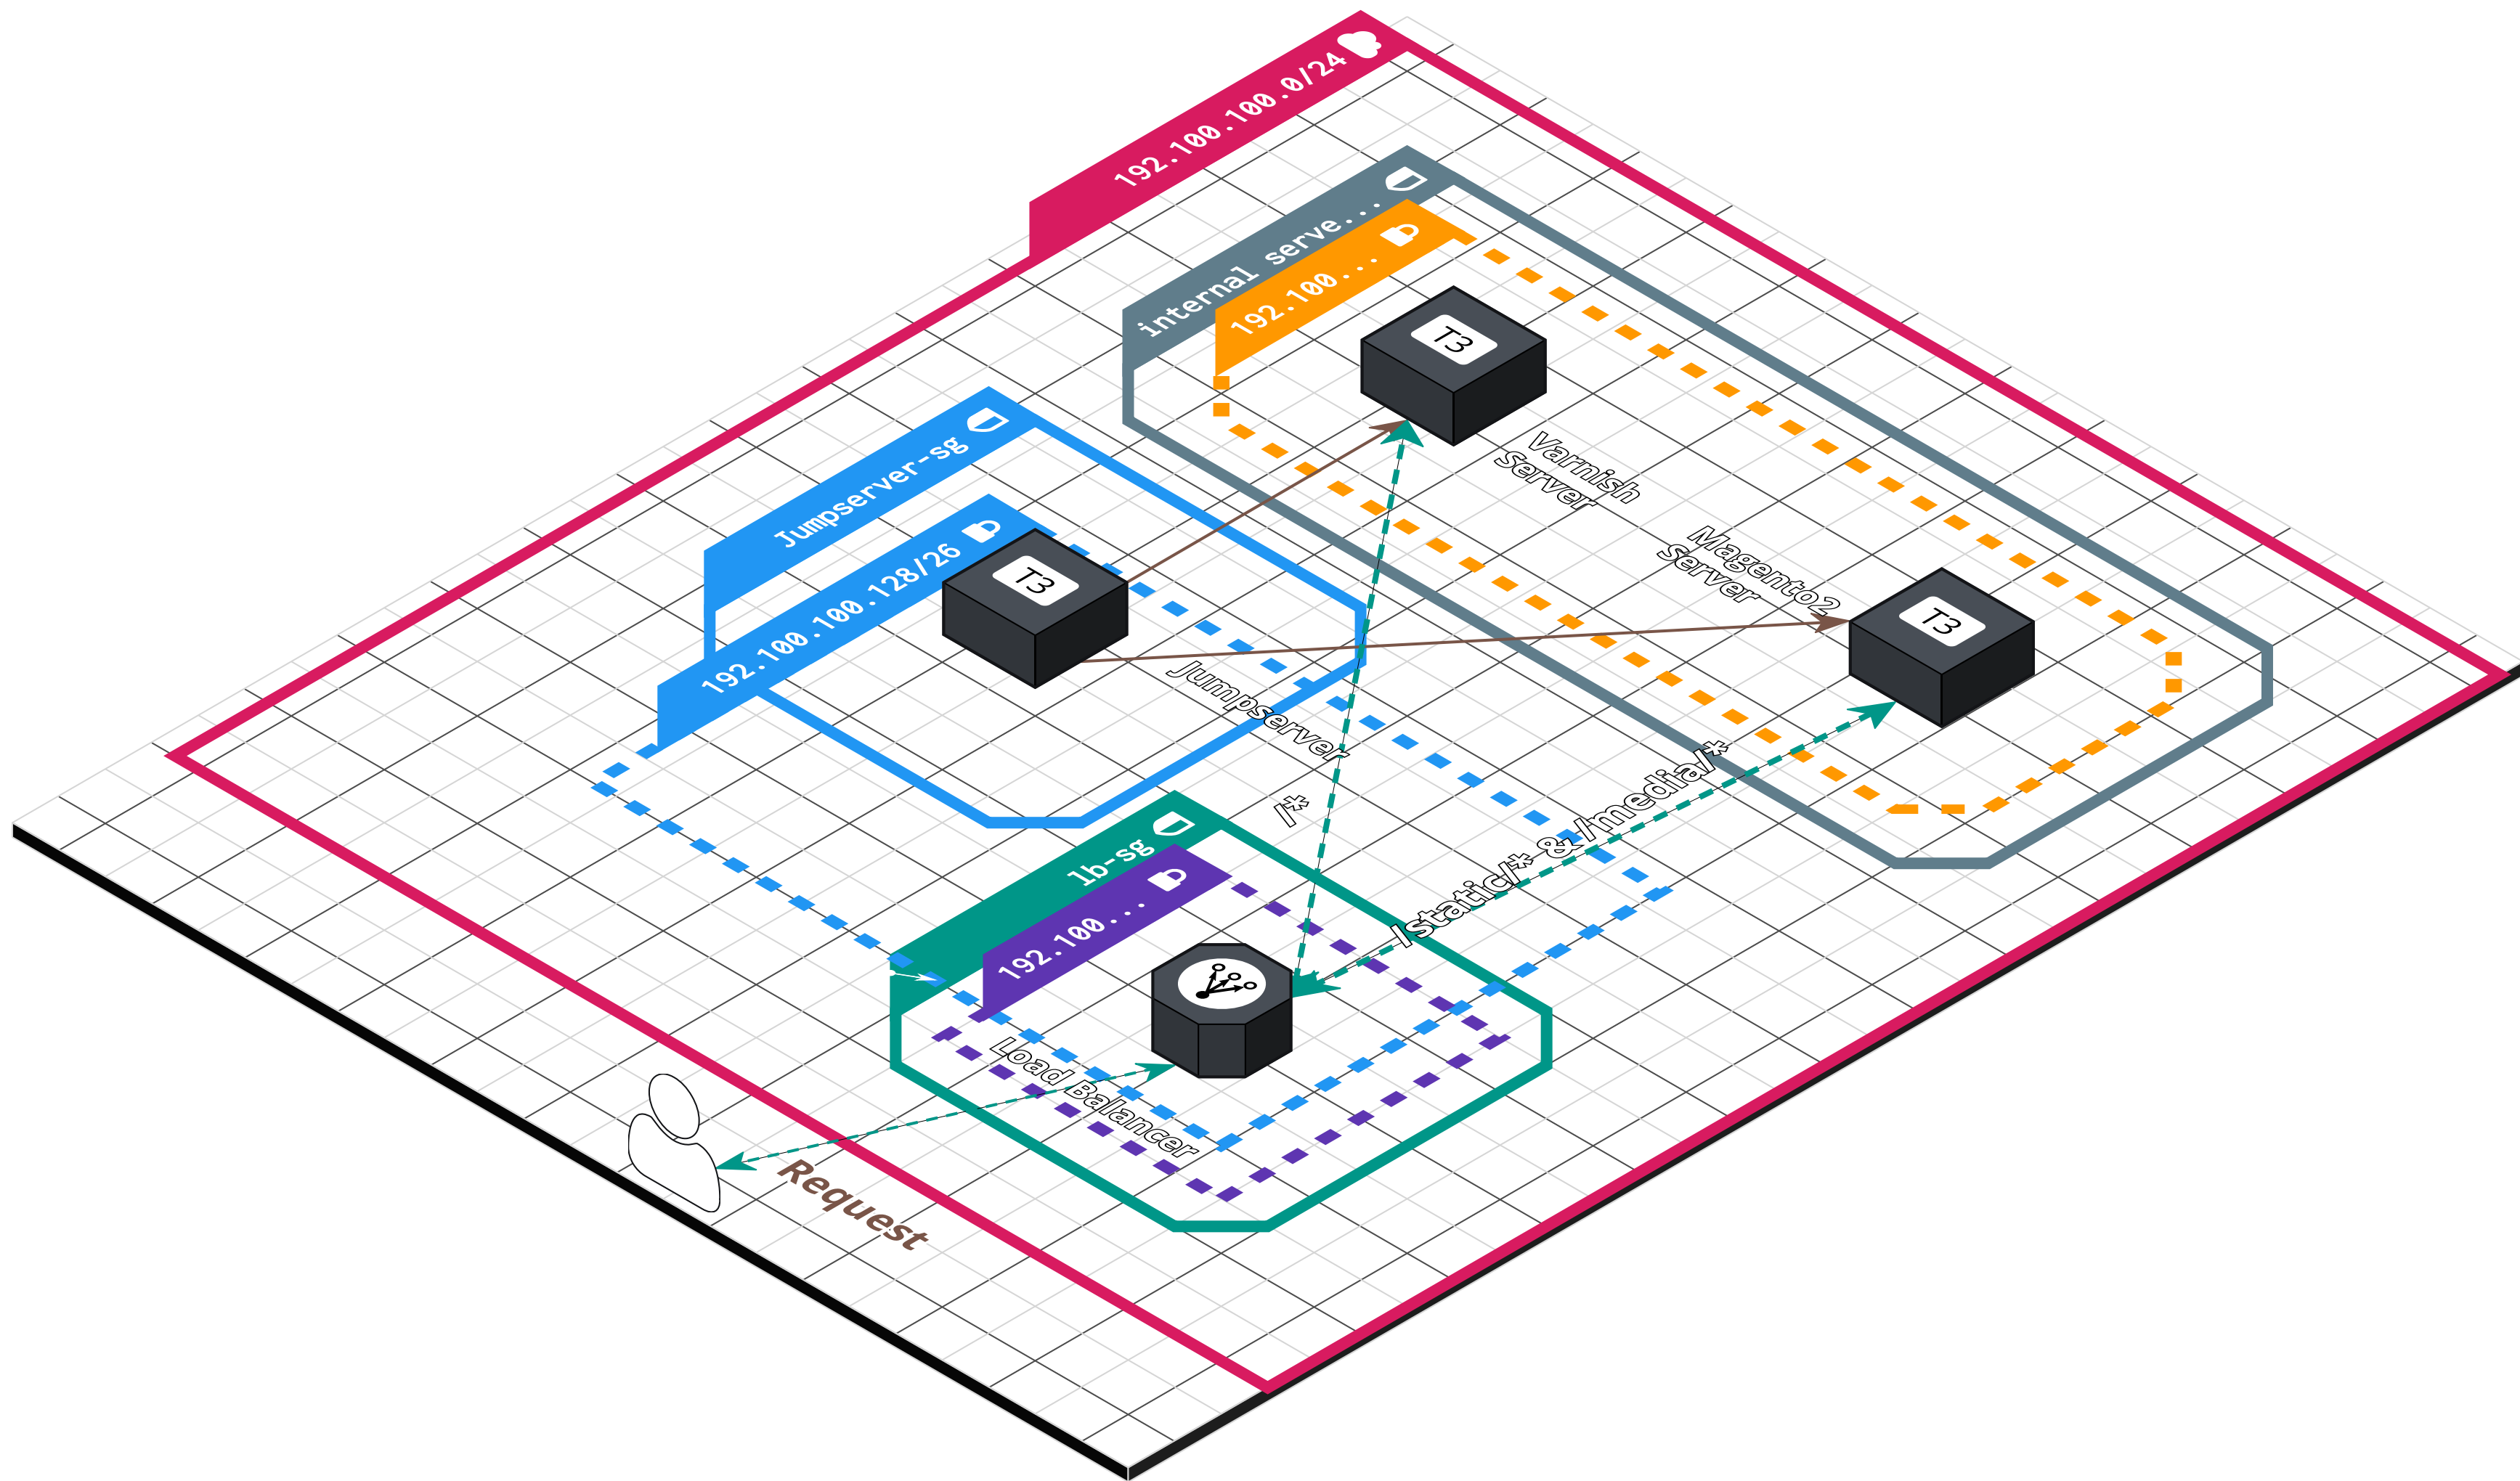 192.100.100.0/24
internal serve...
192.100...
T3
Varnish
Server
Jumpserver-sg
192.100.100.128/26
T3
Magento2
Server
T3
Jumpserver
/*
/static/* & /media/*
lb-sg
192.100...
Load Balancer
Request